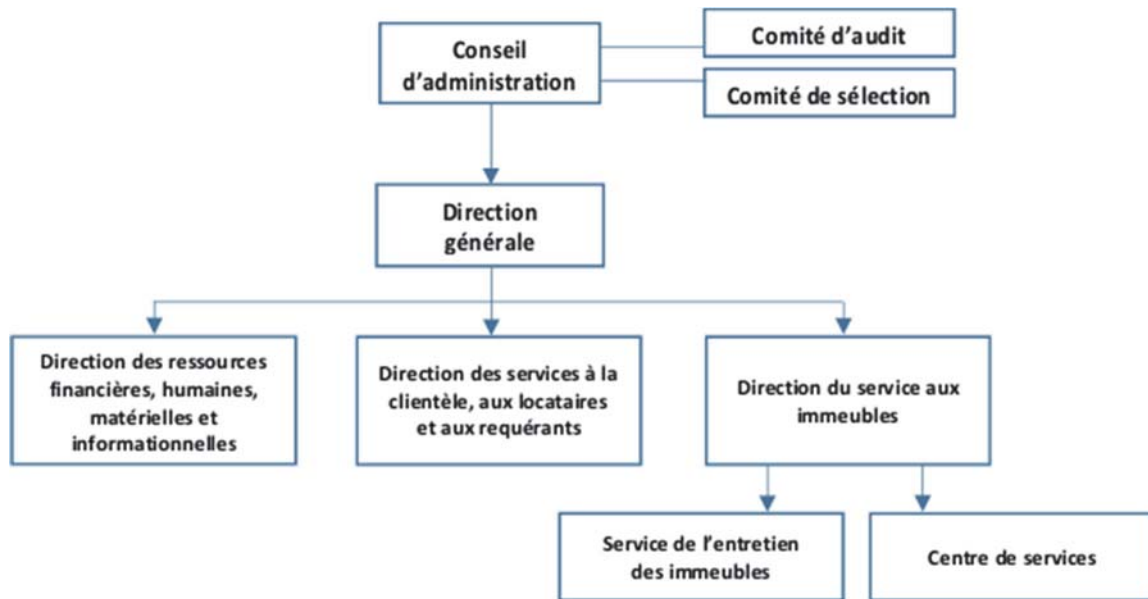 Conseil
d'administration
Comité d'audit
Comité de sélection
Direction
générale
Direction des ressources
financières, humaines,
matérielles et
informationnelles
Direction des services à la
clientèle, aux locataires
et aux requérants
Direction du service aux
immeubles
Service de l'entretien
des immeubles
Centre de services